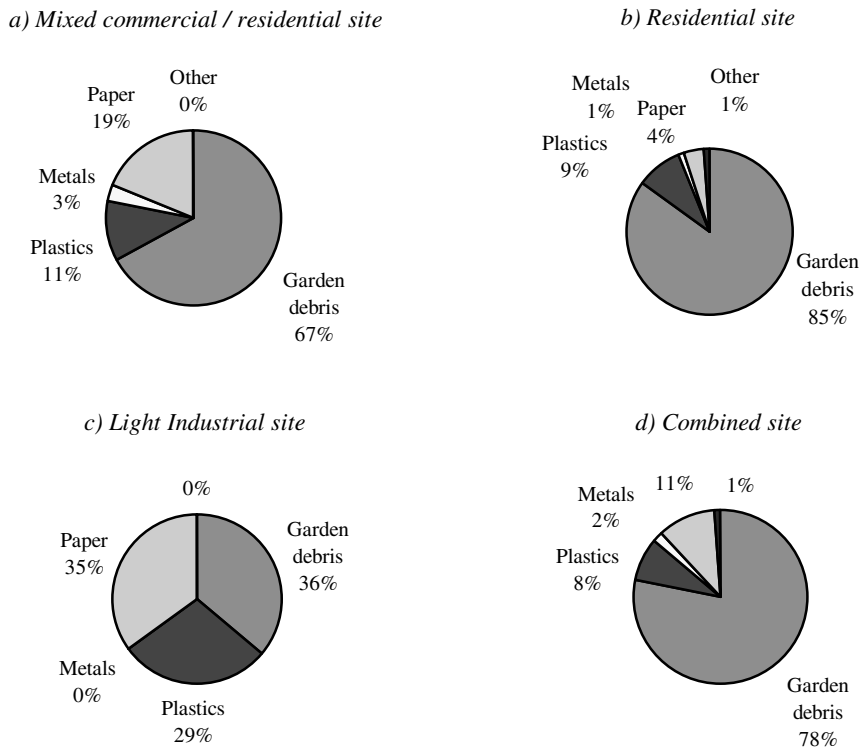 a) Mixed commercial / residential site
Other
0%
Paper
19%
Metals
3%
Plastics
11%
Garden
debris
67%
b) Residential site
Other
1%
Metals
1%
Paper
4%
Plastics
9%
Garden
debris
85%
c) Light Industrial site
0%
Garden
debris
36%
Paper
35%
Metals
0%
Plastics
29%
d) Combined site
11%
1%
Metals
2%
Plastics
8%
Garden
debris
78%